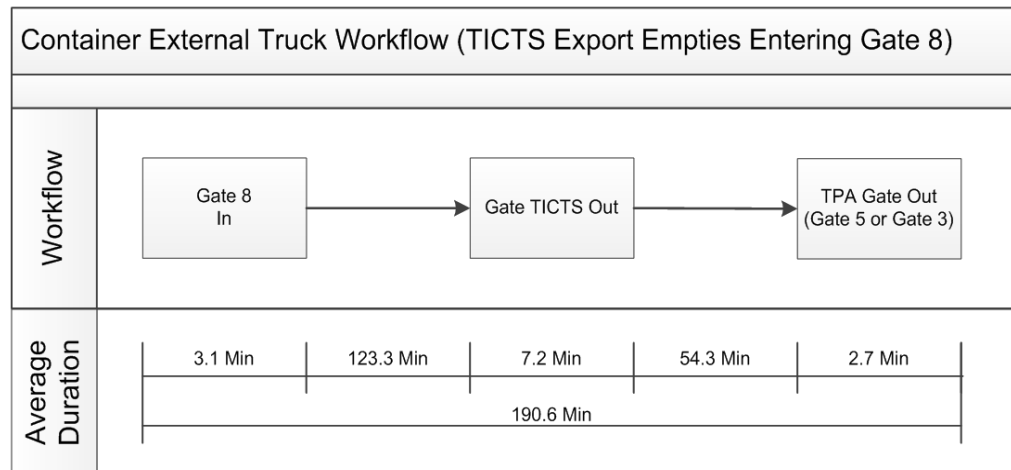 Container External Truck Workflow (TICTS Export Empties Entering Gate 8)
Workflow
Gate 8
In
Gate TICTS Out
TPA Gate Out
(Gate 5 or Gate 3)
Average
Duration
3.1 Min
123.3 Min
7.2 Min
54.3 Min
2.7 Min
190.6 Min